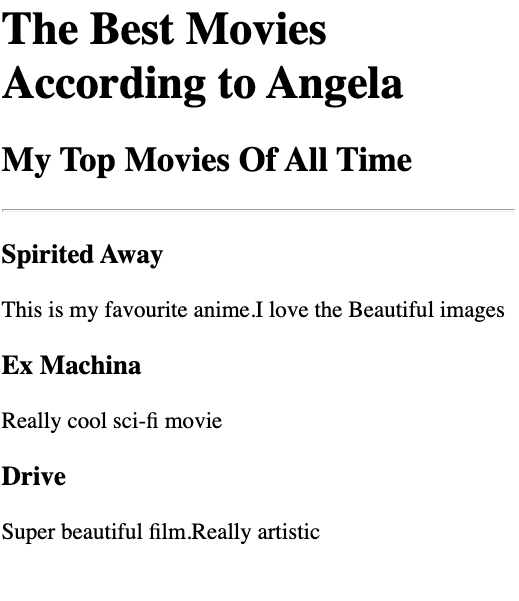 The Best Movies
According to Angela
My Top Movies Of All Time
Spirited Away
This is my favourite anime.I love the Beautiful images
Ex Machina
Really cool sci-fi movie
Drive
Super beautiful film.Really artistic